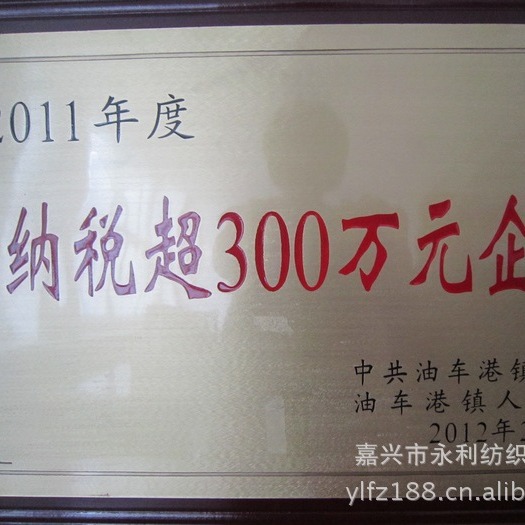 2011年度
纳税超300万元企
中共油车港镇
油车港镇人
2012年2
嘉兴市永利纺织
ylfz188.cn.aliba